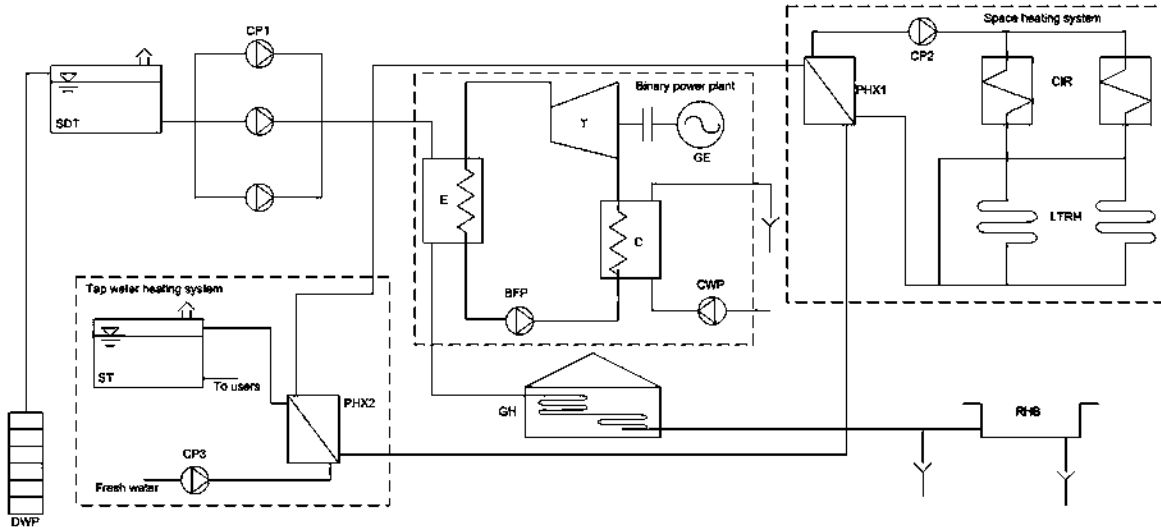 CP1
Space heating system
CP2
SDT
Binary power plant
PHX1
CIR
T
GE
E
C
LTRH
BFP
CWP
Tap water heating system
ST
To users
PHX2
GH
RHB
CP3
Fresh water
DWP